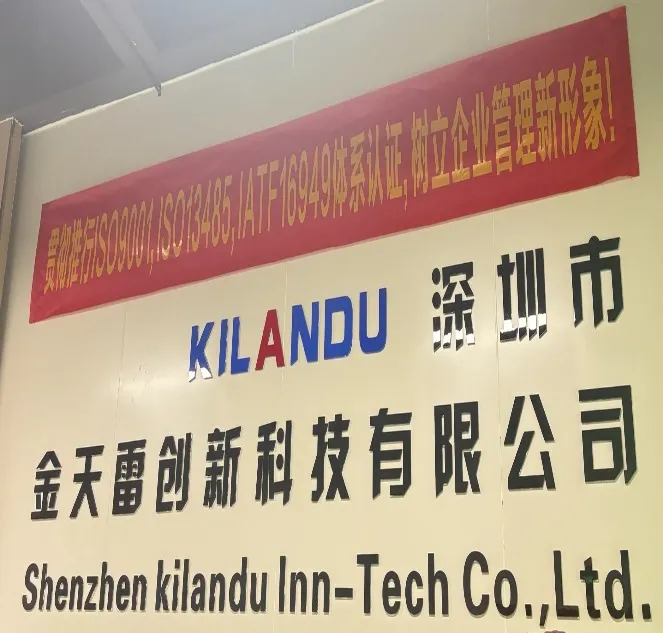 贯彻推行ISO9001,ISO13485,IATF16949体系认证,树立企业管理新形象!
KILANDU 深圳市
金天雷创新科技有限公司
Shenzhen kilandu Inn-Tech Co.,Ltd.